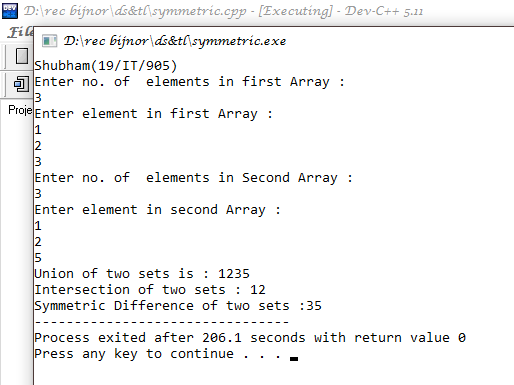 D:\rec bijnor\ds&tl\symmetric.cpp - [Executing] - Dev-C++ 5.11
File
D:\rec bijnor\ds&tl\symmetric.exe
Proje
Shubham(19/IT/905)
Enter no. of  elements in first Array :
3
Enter element in first Array :
1
2
3
Enter no. of  elements in Second Array :
3
Enter element in second Array :
1
2
5
Union of two sets is : 1235
Intersection of two sets : 12
Symmetric Difference of two sets :35
--------------------------------
Process exited after 206.1 seconds with return value 0
Press any key to continue . . .